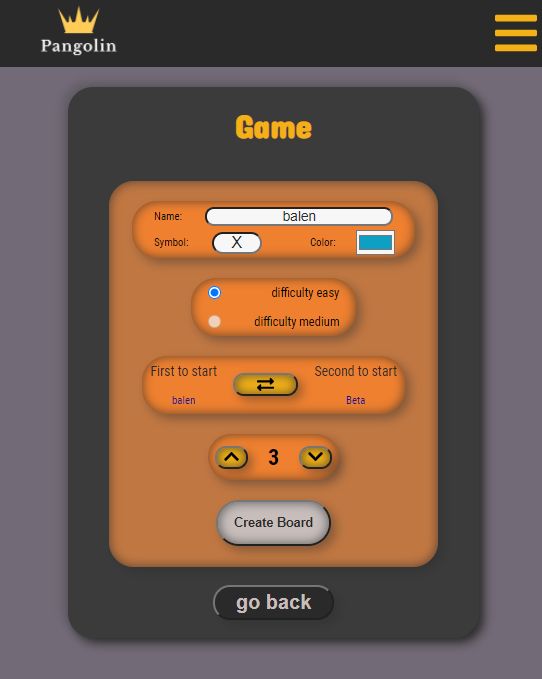 Pangolin
Game
Name: balen
Symbol: X Color:
difficulty easy
difficulty medium
First to start Second to start
balen Beta
3
Create Board
go back